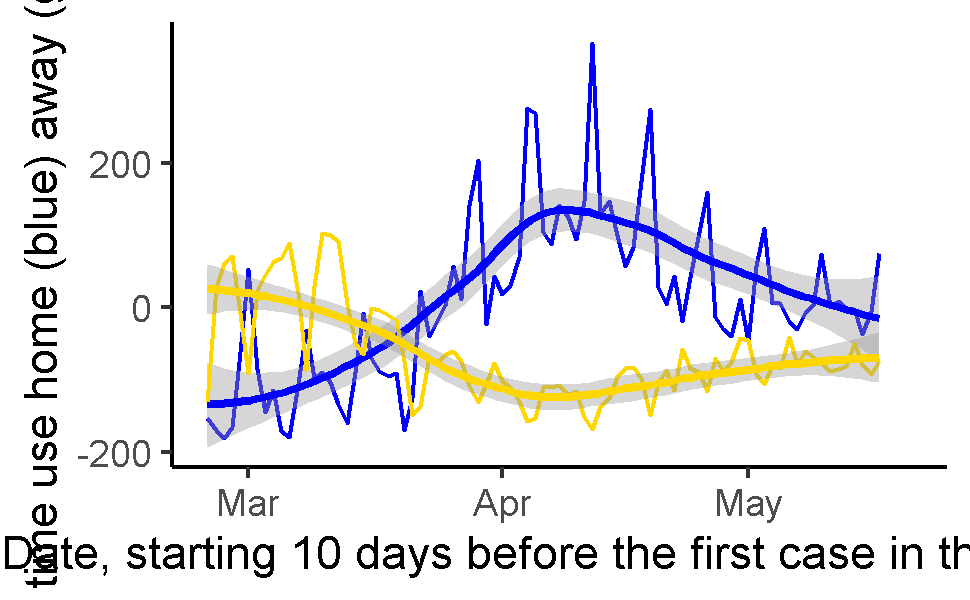 time use home (blue) away (
200
0
-200
Mar Apr May
Date, starting 10 days before the first case in th